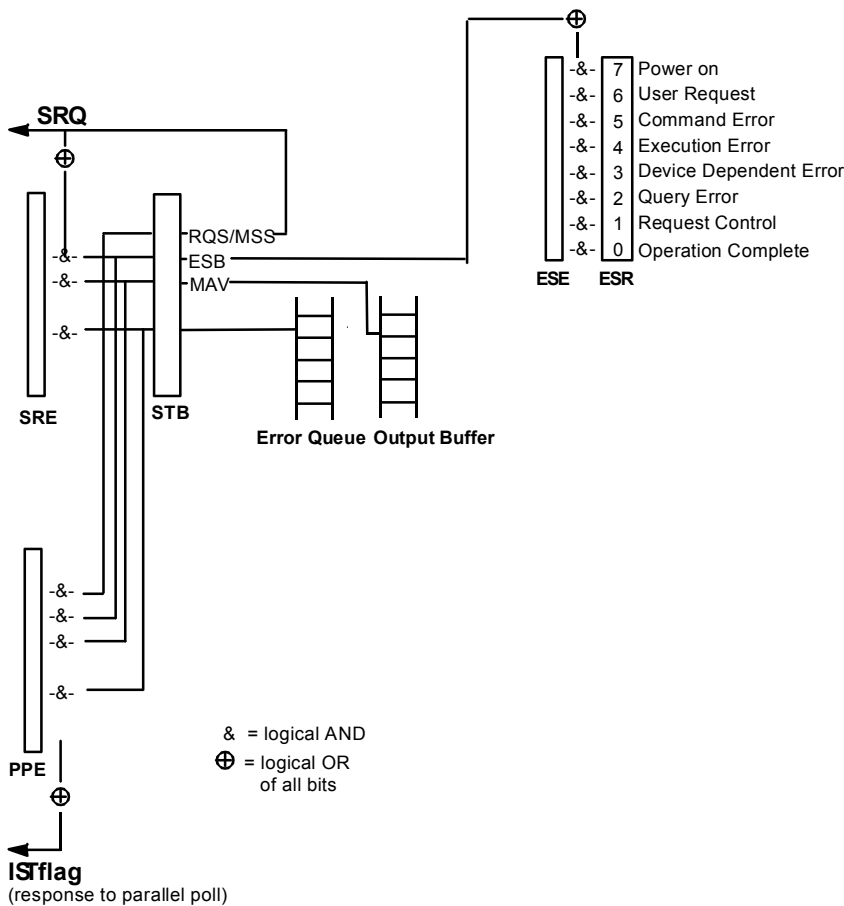 -&- 7 Power on
-&- 6 User Request
-&- 5 Command Error
-&- 4 Execution Error
-&- 3 Device Dependent Error
-&- 2 Query Error
-&- 1 Request Control
-&- 0 Operation Complete
ESE ESR
SRQ
RQS/MSS
-&- ESB
-&- MAV
-&-
SRE STB
Error Queue Output Buffer
-&-
-&-
-&-
-&-
PPE
& = logical AND
⊕ = logical OR
of all bits
ISTflag
(response to parallel poll)